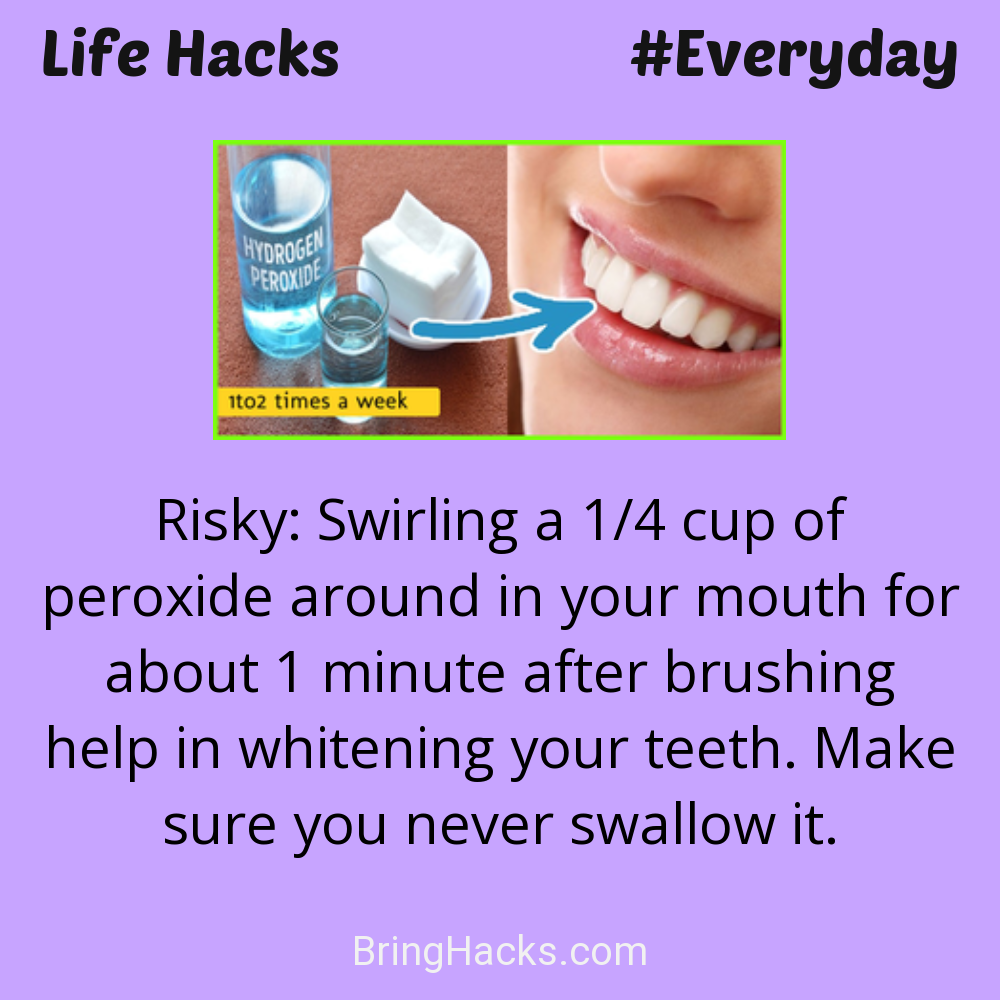 Life Hacks
#Everyday
HYDROGEN
PEROXIDE
1to2 times a week
Risky: Swirling a 1/4 cup of
peroxide around in your mouth for
about 1 minute after brushing
help in whitening your teeth. Make
sure you never swallow it.
BringHacks.com